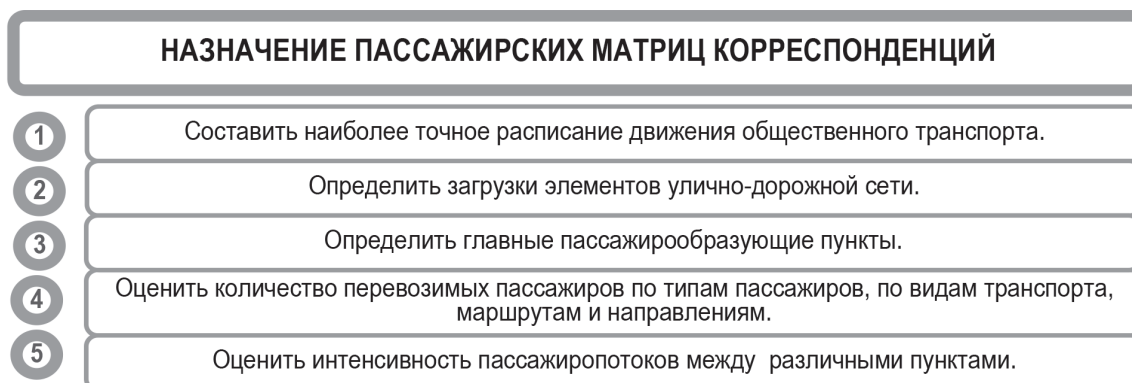 НАЗНАЧЕНИЕ ПАССАЖИРСКИХ МАТРИЦ КОРРЕСПОНДЕНЦИЙ
1 Составить наиболее точное расписание движения общественного транспорта.
2 Определить загрузки элементов улично-дорожной сети.
3 Определить главные пассажирообразующие пункты.
4 Оценить количество перевозимых пассажиров по типам пассажиров, по видам транспорта,
маршрутам и направлениям.
5 Оценить интенсивность пассажиропотоков между различными пунктами.